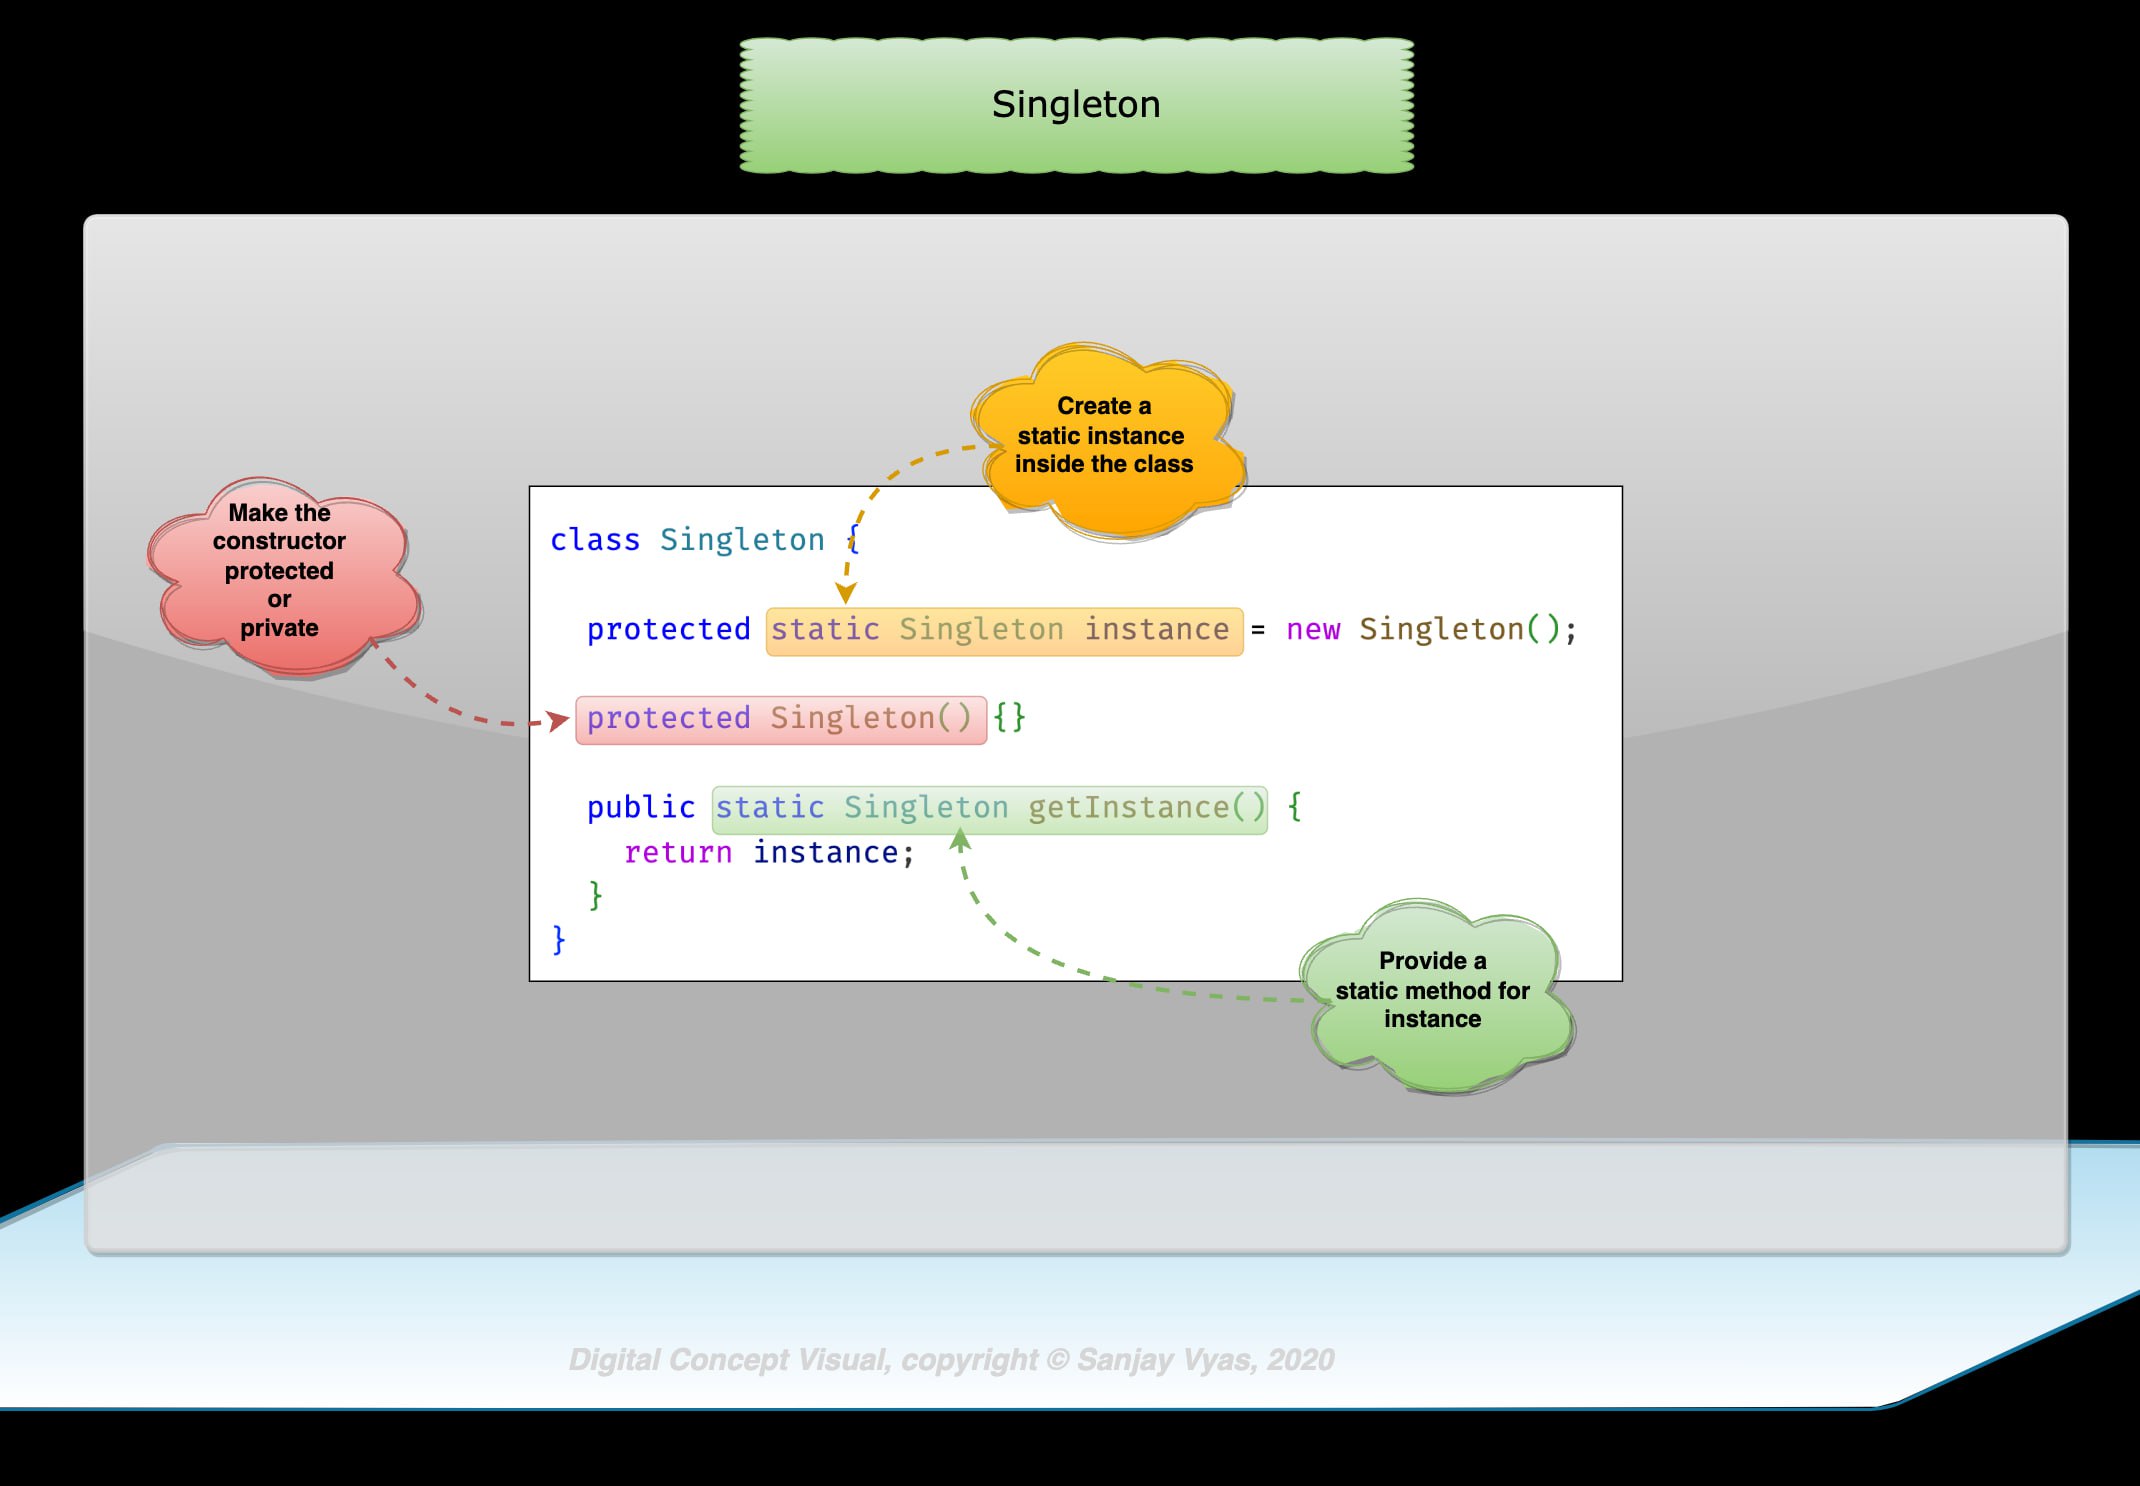 Singleton
Create a
static instance
inside the class
Make the
constructor
protected
or
private
class Singleton {
protected static Singleton instance = new Singleton();
protected Singleton() {}
public static Singleton getInstance() {
return instance;
}
}
Provide a
static method for
instance
Digital Concept Visual, copyright © Sanjay Vyas, 2020